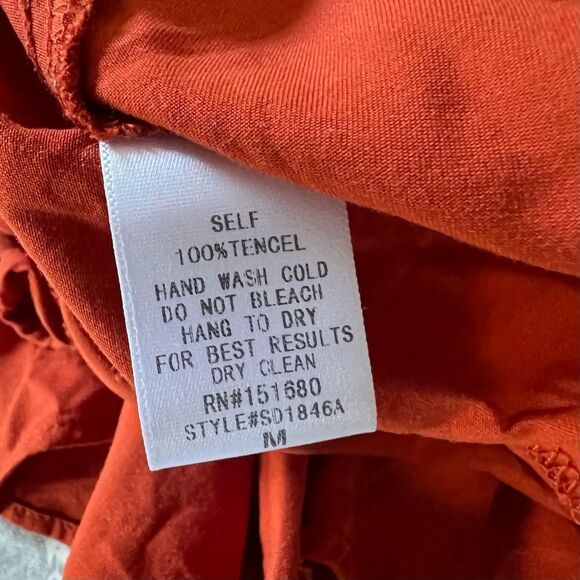 SELF
100%TENCEL
HAND WASH COLD
DO NOT BLEACH
HANG TO DRY
FOR BEST RESULTS
DRY CLEAN
RN#151680
STYLE#SD1846A
M